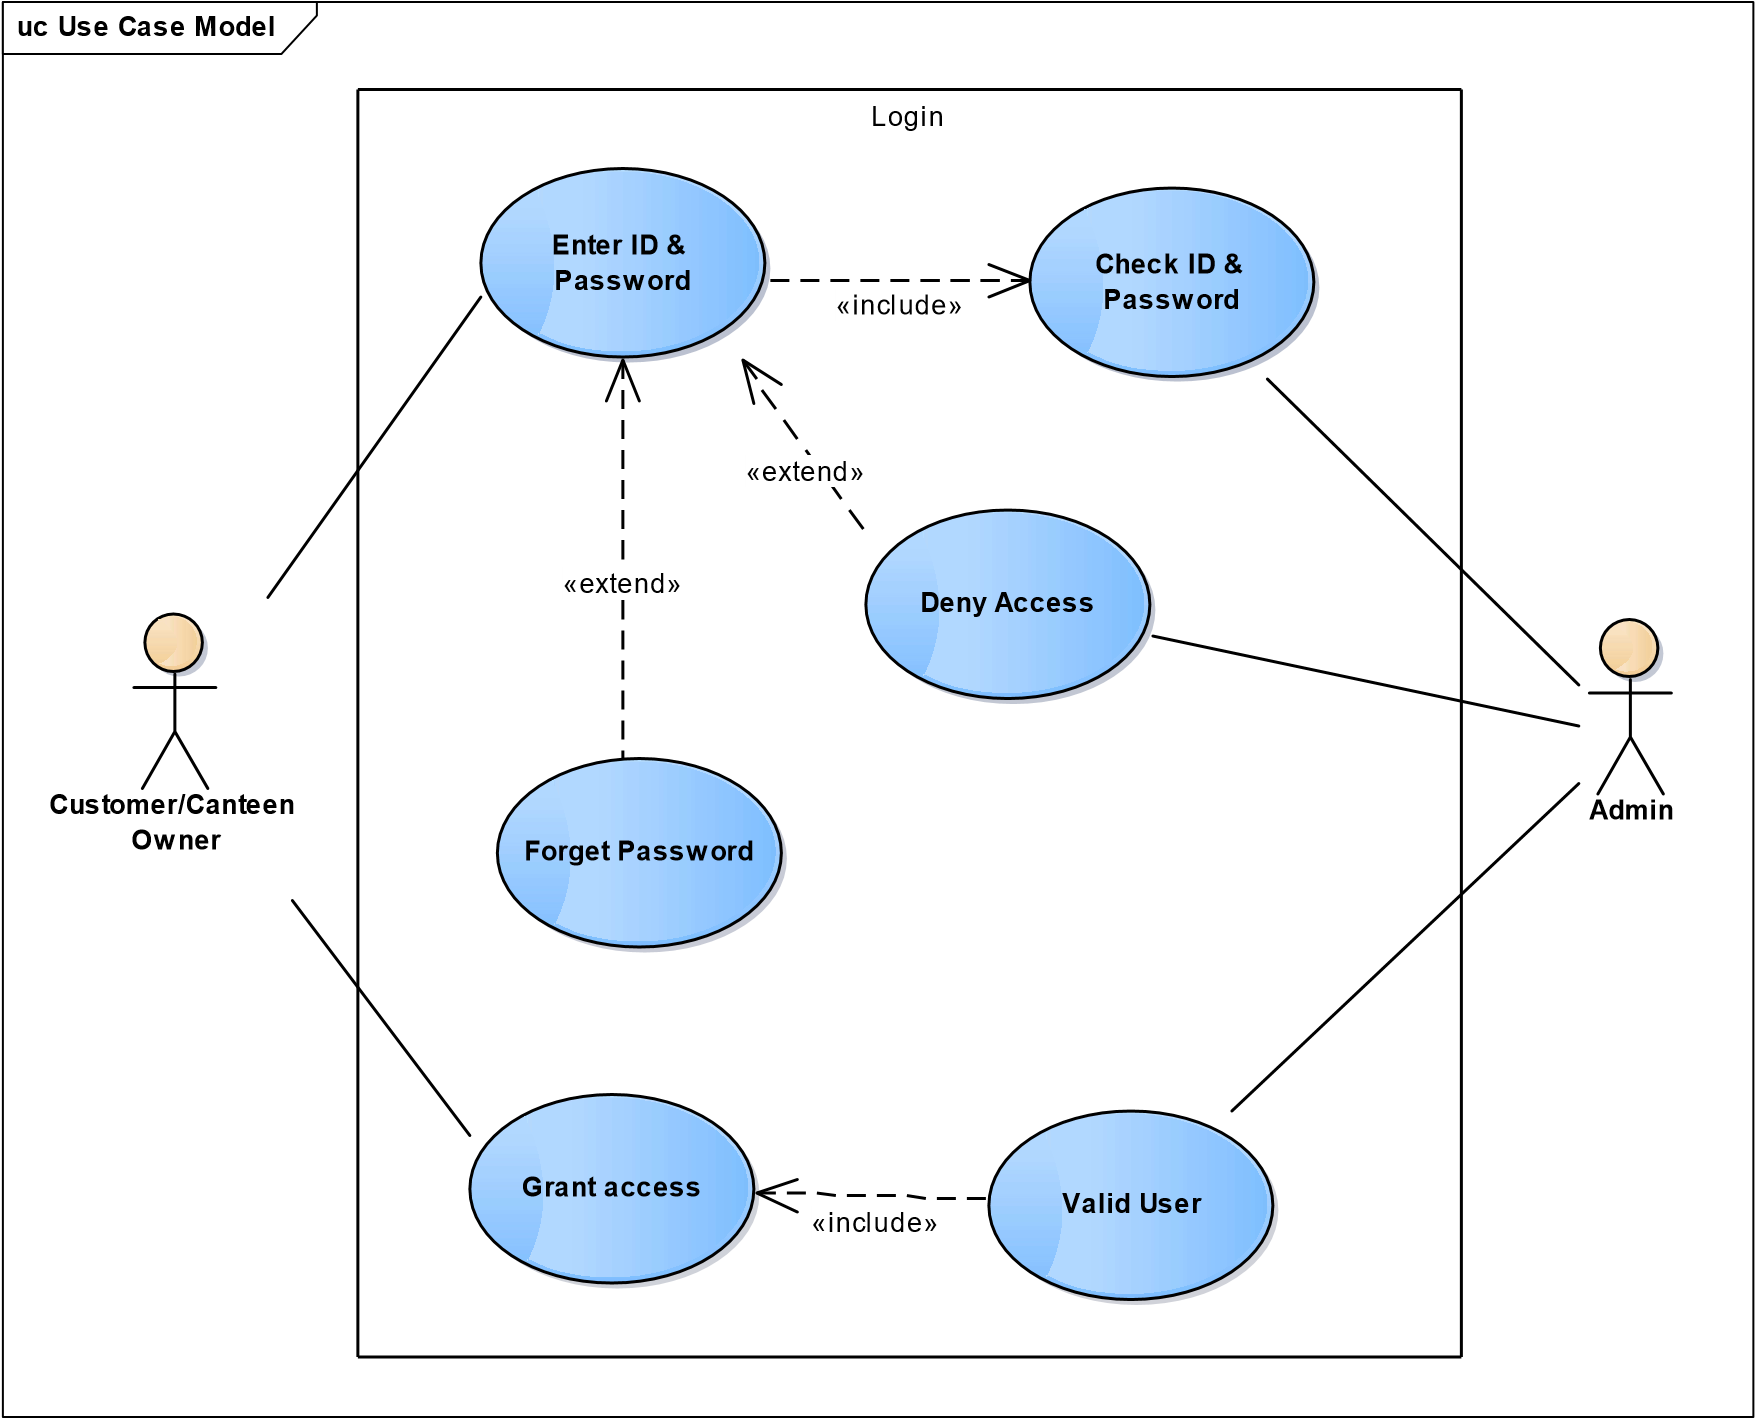 uc Use Case Model
Login
Enter ID &
Password
Check ID &
Password
«include»
«extend»
«extend»
Deny Access
Customer/Canteen
Owner
Admin
Forget Password
Grant access
Valid User
«include»